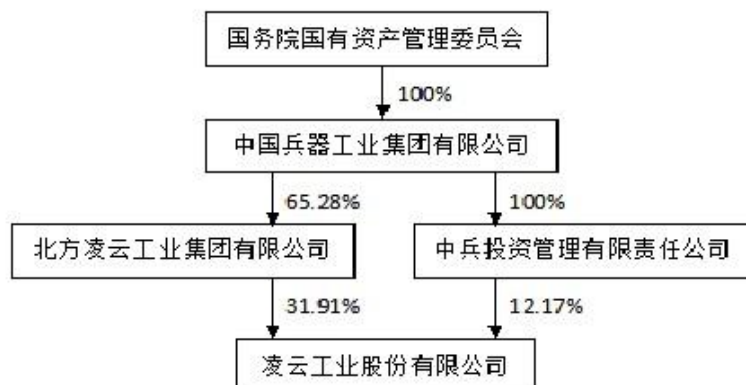 国务院国有资产管理委员会
100%
中国兵器工业集团有限公司
65.28%
100%
北方凌云工业集团有限公司
中兵投资管理有限责任公司
31.91%
12.17%
凌云工业股份有限公司